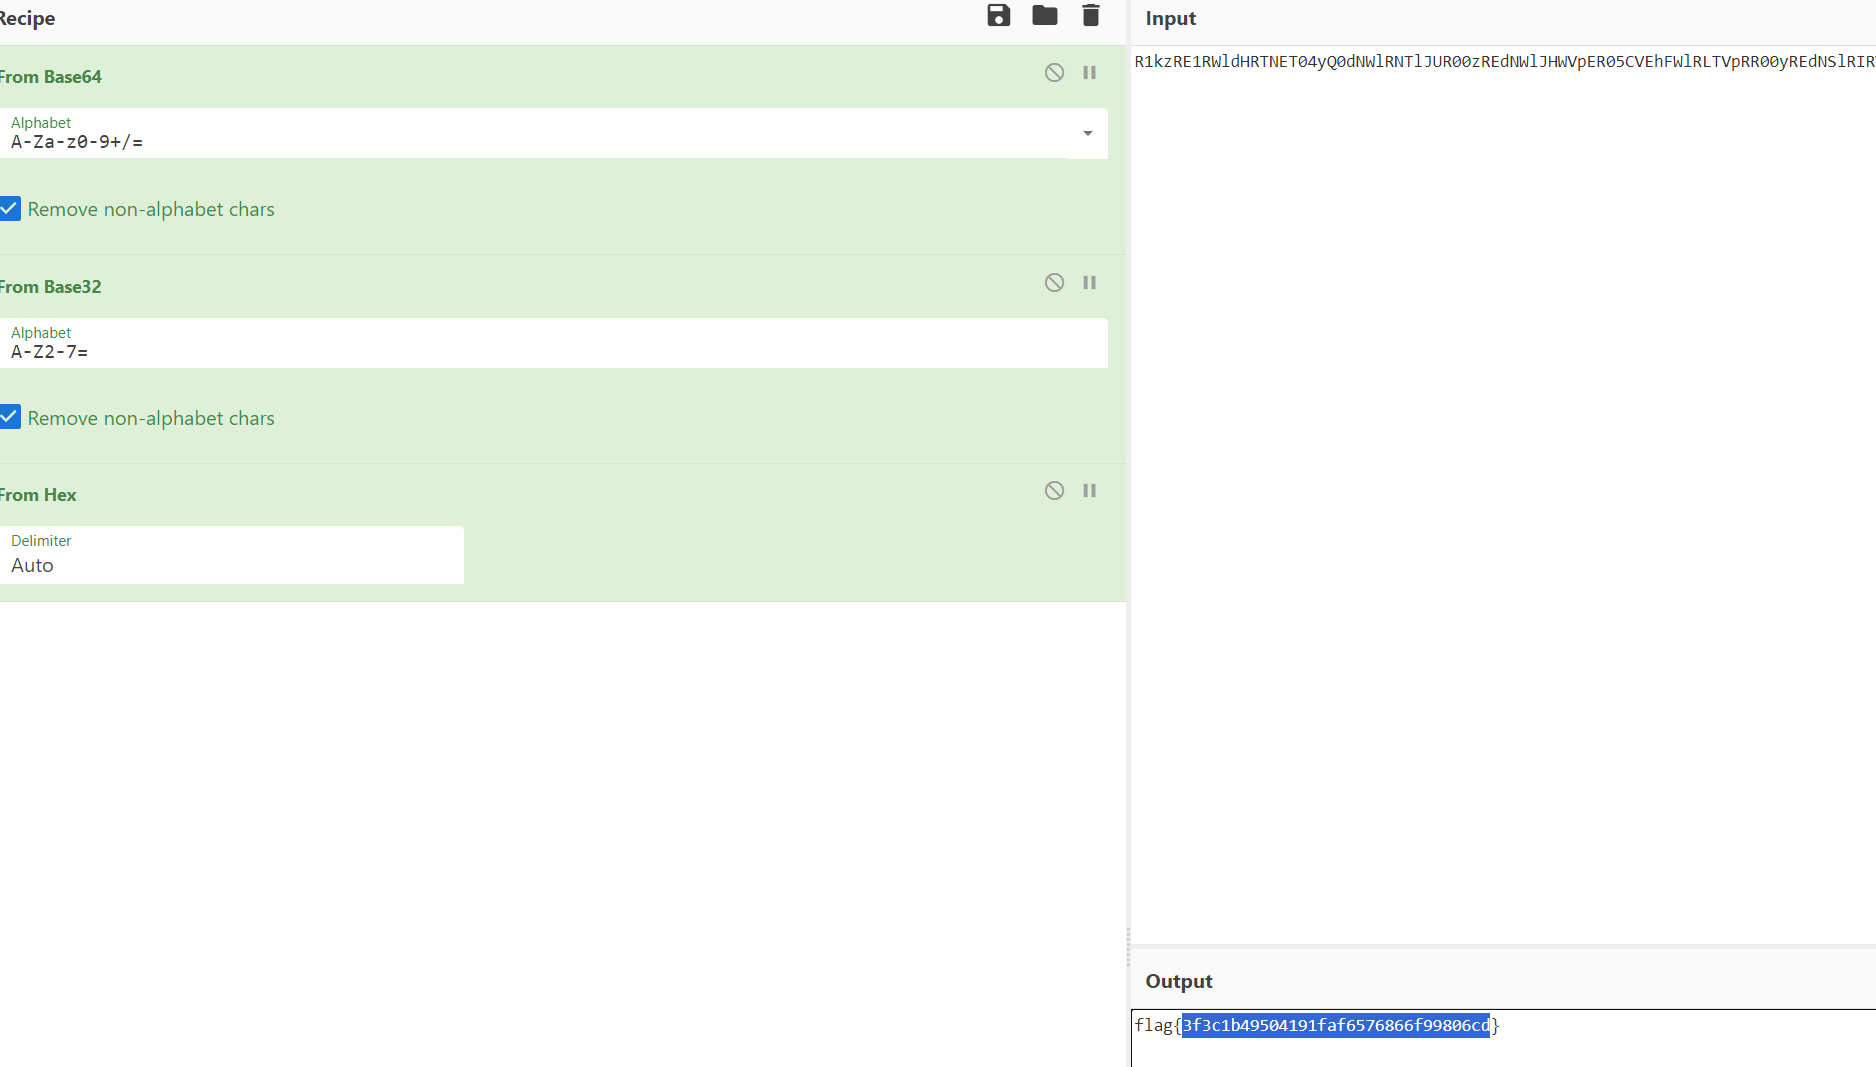 Recipe
From Base64
Alphabet
A-Za-z0-9+/=
Remove non-alphabet chars
From Base32
Alphabet
A-Z2-7=
Remove non-alphabet chars
From Hex
Delimiter
Auto
Input
R1kzRE1RWldHRTNET04yQ0dNWlRNTlJUR00zREdNWlJHWVpER05CVEhFWlRLTVpRR00yREdNSlRIR
Output
flag{3f3c1b49504191faf6576866f99806cd}